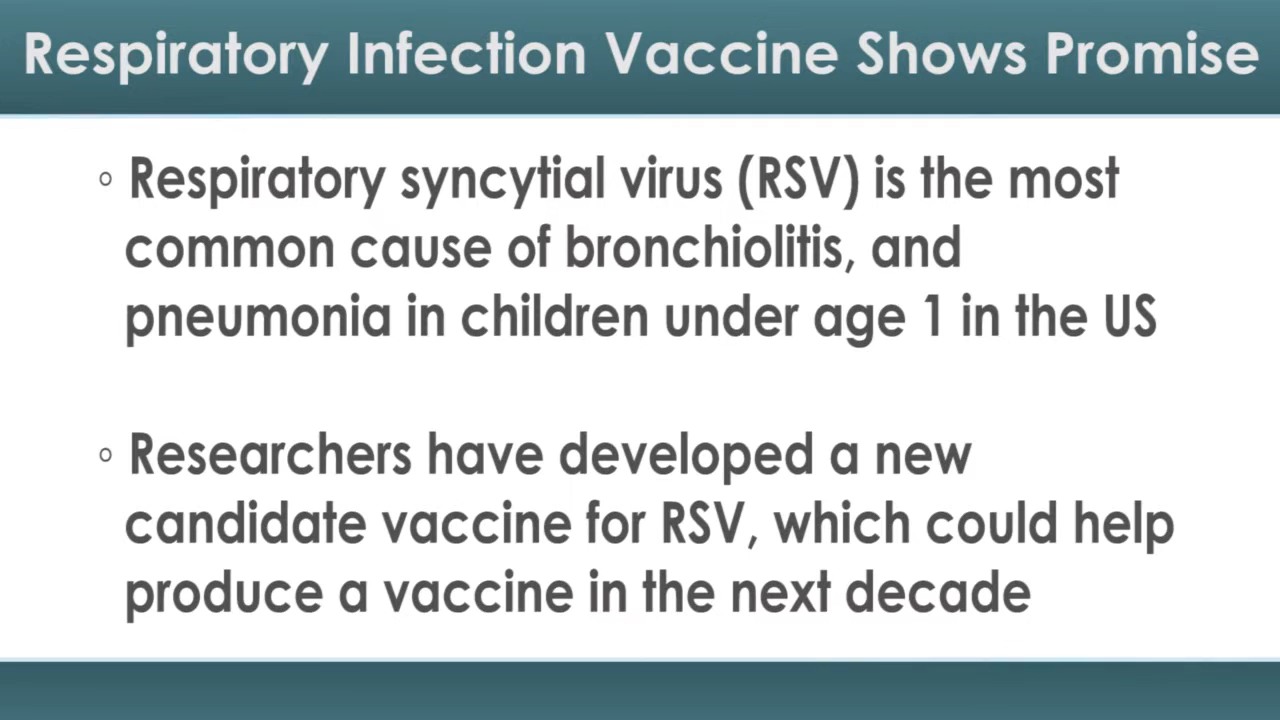 Respiratory Infection Vaccine Shows Promise
◦ Respiratory syncytial virus (RSV) is the most
common cause of bronchiolitis, and
pneumonia in children under age 1 in the US
◦ Researchers have developed a new
candidate vaccine for RSV, which could help
produce a vaccine in the next decade